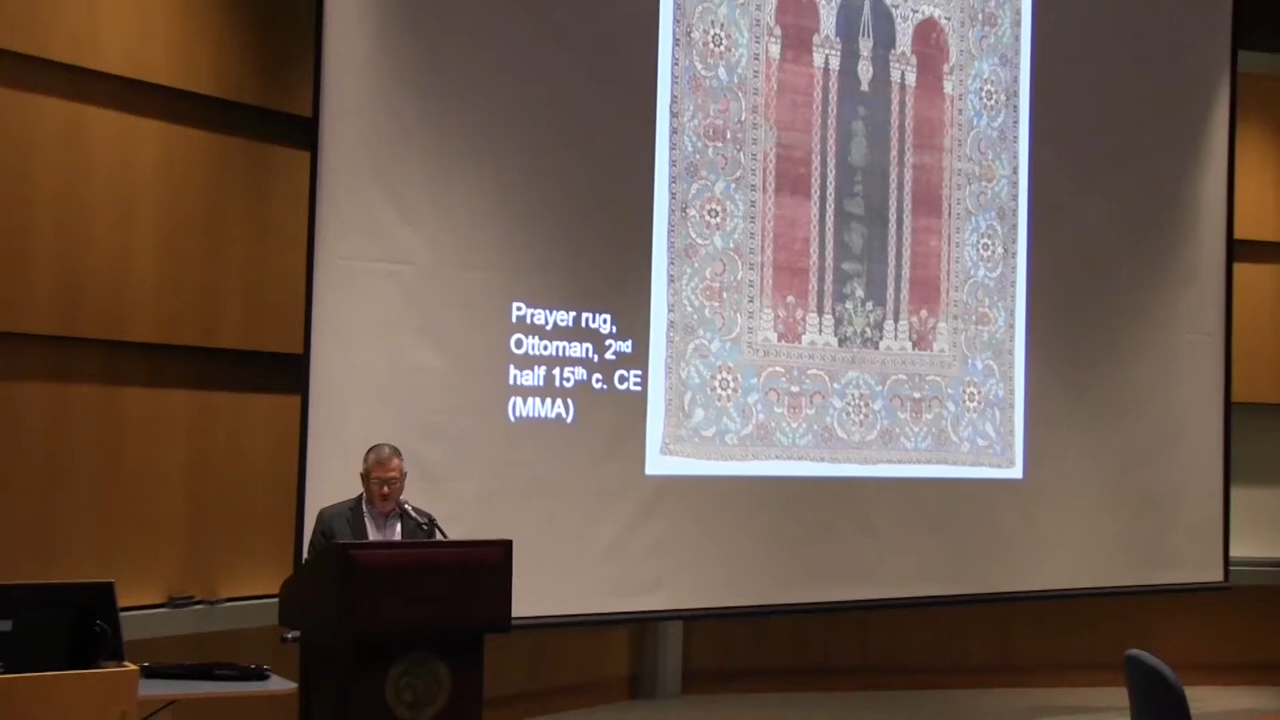 Prayer rug,
Ottoman, 2nd
half 15th c. CE
(MMA)